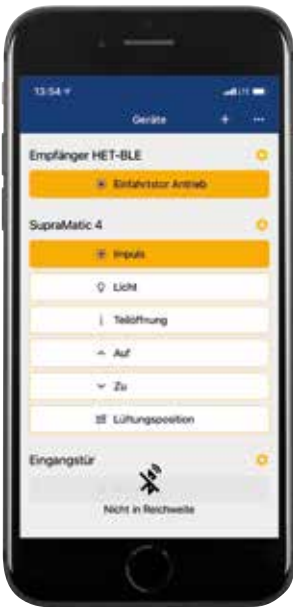 13:54
Geräte
Empfänger HET-BLE
Einfahrtstor Antrieb
SupraMatic 4
Impuls
Licht
Teilöffnung
Auf
Zu
Lüftungsposition
Eingangstür
Nicht in Reichweite